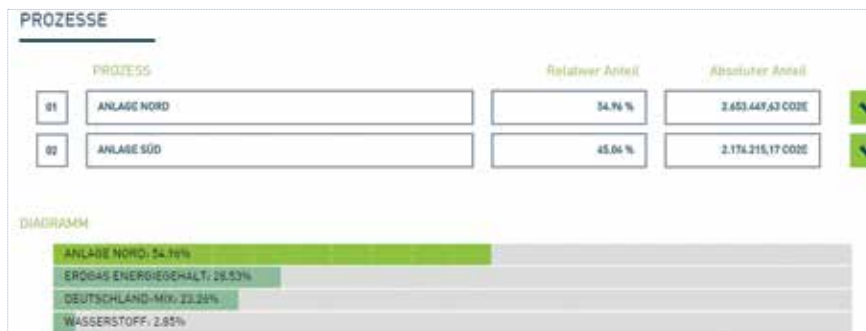 PROZESSE
PROZESS Relativer Anteil Absoluter Anteil
01 ANLAGE NORD 54.96 % 2.653.449,63 CO2E
02 ANLAGE SÜD 45.04 % 2.174.215,17 CO2E
DIAGRAMM
ANLAGE NORD: 54.96%
ERDGAS ENERGIEGEHALT: 28.53%
DEUTSCHLAND-MIX: 23.26%
WASSERSTOFF: 2.85%